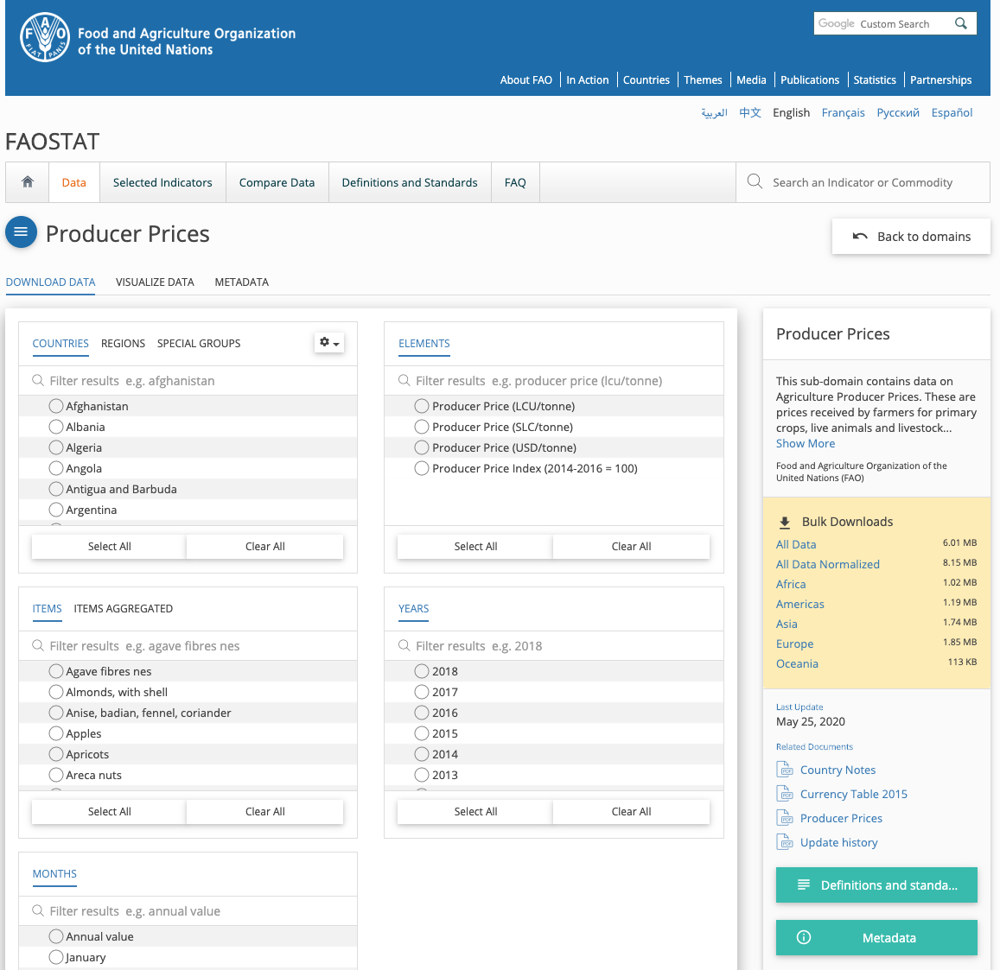 FAO
FIAT PANIS
Food and Agriculture Organization
of the United Nations
Google Custom Search
About FAO
In Action
Countries
Themes
Media
Publications
Statistics
Partnerships
العربية 中文 English Français Русский Español
FAOSTAT
Data
Selected Indicators
Compare Data
Definitions and Standards
FAQ
Search an Indicator or Commodity
Producer Prices
Back to domains
DOWNLOAD DATA
VISUALIZE DATA
METADATA
COUNTRIES REGIONS SPECIAL GROUPS
Filter results e.g. afghanistan
Afghanistan
Albania
Algeria
Angola
Antigua and Barbuda
Argentina
Select All
Clear All
ELEMENTS
Filter results e.g. producer price (lcu/tonne)
Producer Price (LCU/tonne)
Producer Price (SLC/tonne)
Producer Price (USD/tonne)
Producer Price Index (2014-2016 = 100)
Select All
Clear All
ITEMS ITEMS AGGREGATED
Filter results e.g. agave fibres nes
Agave fibres nes
Almonds, with shell
Anise, badian, fennel, coriander
Apples
Apricots
Areca nuts
Select All
Clear All
YEARS
Filter results e.g. 2018
2018
2017
2016
2015
2014
2013
Select All
Clear All
MONTHS
Filter results e.g. annual value
Annual value
January
Producer Prices
This sub-domain contains data on
Agriculture Producer Prices. These are
prices received by farmers for primary
crops, live animals and livestock...
Show More
Food and Agriculture Organization of the
United Nations (FAO)
Bulk Downloads
All Data 6.01 MB
All Data Normalized 8.15 MB
Africa 1.02 MB
Americas 1.19 MB
Asia 1.74 MB
Europe 1.85 MB
Oceania 113 KB
Last Update
May 25, 2020
Related Documents
PDF Country Notes
PDF Currency Table 2015
PDF Producer Prices
PDF Update history
Definitions and standa...
Metadata